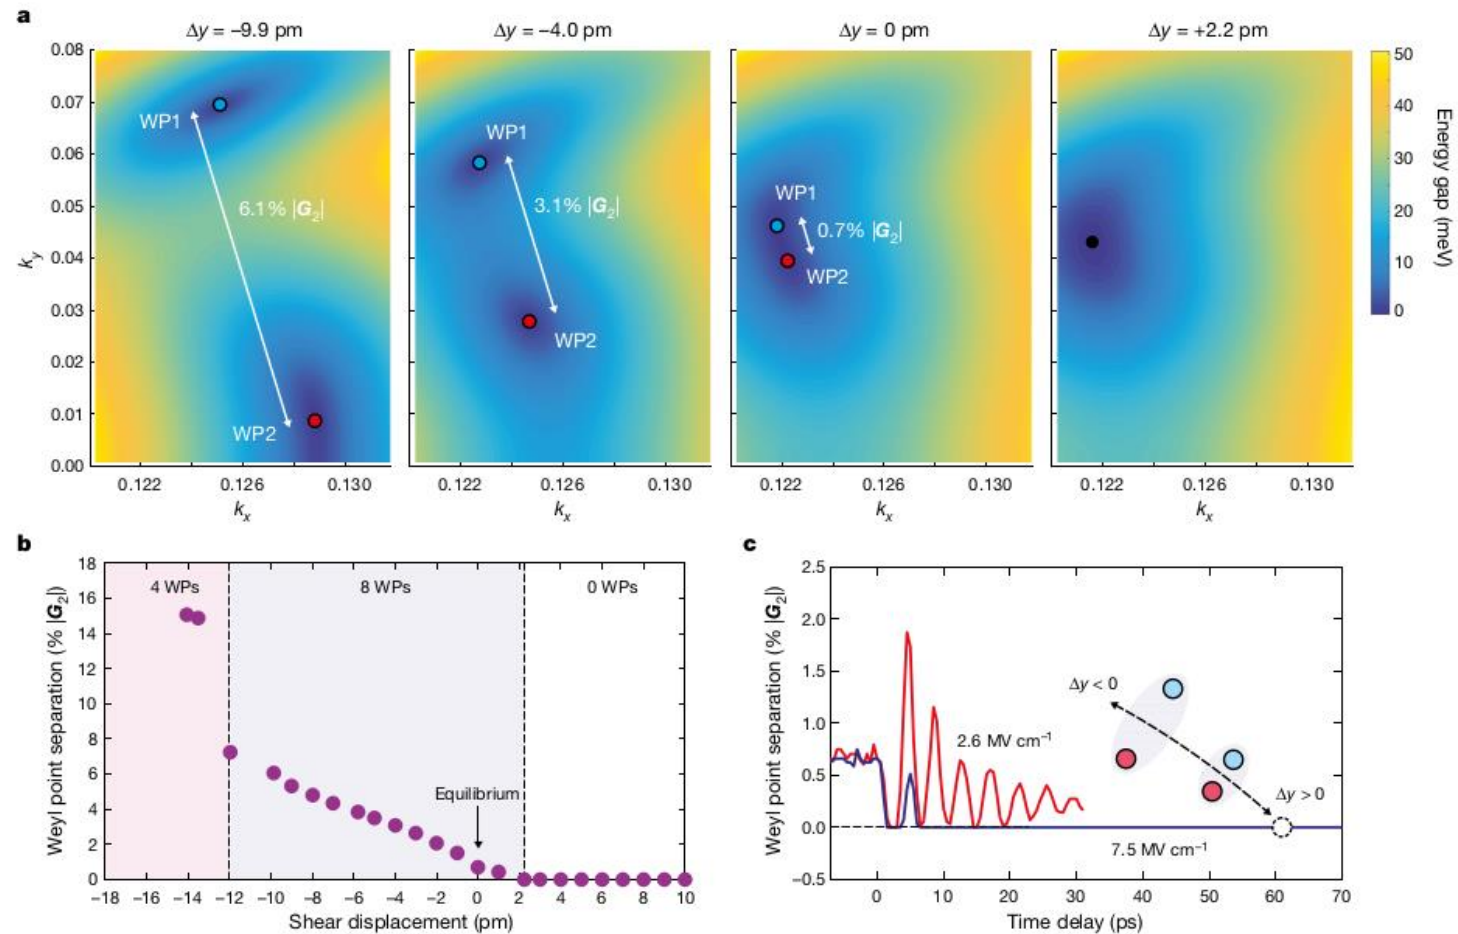 a
Δy = –9.9 pm
Δy = –4.0 pm
Δy = 0 pm
Δy = +2.2 pm
0.08
0.07
0.06
0.05
0.04
0.03
0.02
0.01
0.00
k_y
WP1
6.1% |G₂|
WP2
0.122 0.126 0.130
k_x
WP1
3.1% |G₂|
WP2
0.122 0.126 0.130
k_x
WP1
0.7% |G₂|
WP2
0.122 0.126 0.130
k_x
0.122 0.126 0.130
k_x
50
40
30
20
10
0
Energy gap (meV)
b
18
16
14
12
10
8
6
4
2
0
Weyl point separation (% |G₂|)
4 WPs
8 WPs
0 WPs
Equilibrium
–18 –16 –14 –12 –10 –8 –6 –4 –2 0 2 4 6 8 10
Shear displacement (pm)
c
2.5
2.0
1.5
1.0
0.5
0.0
–0.5
Weyl point separation (% |G₂|)
2.6 MV cm⁻¹
Δy < 0
Δy > 0
7.5 MV cm⁻¹
0 10 20 30 40 50 60 70
Time delay (ps)